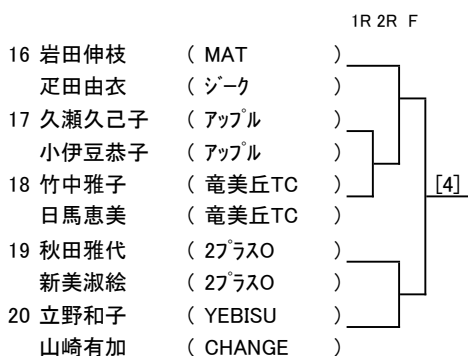 1R 2R F
16 岩田伸枝 ( MAT )
疋田由衣 ( ジーク )
17 久瀬久己子 ( アップル )
小伊豆恭子 ( アップル )
18 竹中雅子 ( 竜美丘TC )
[4]
日馬恵美 ( 竜美丘TC )
19 秋田雅代 ( 2プラスO )
新美淑絵 ( 2プラスO )
20 立野和子 ( YEBISU )
山崎有加 ( CHANGE )